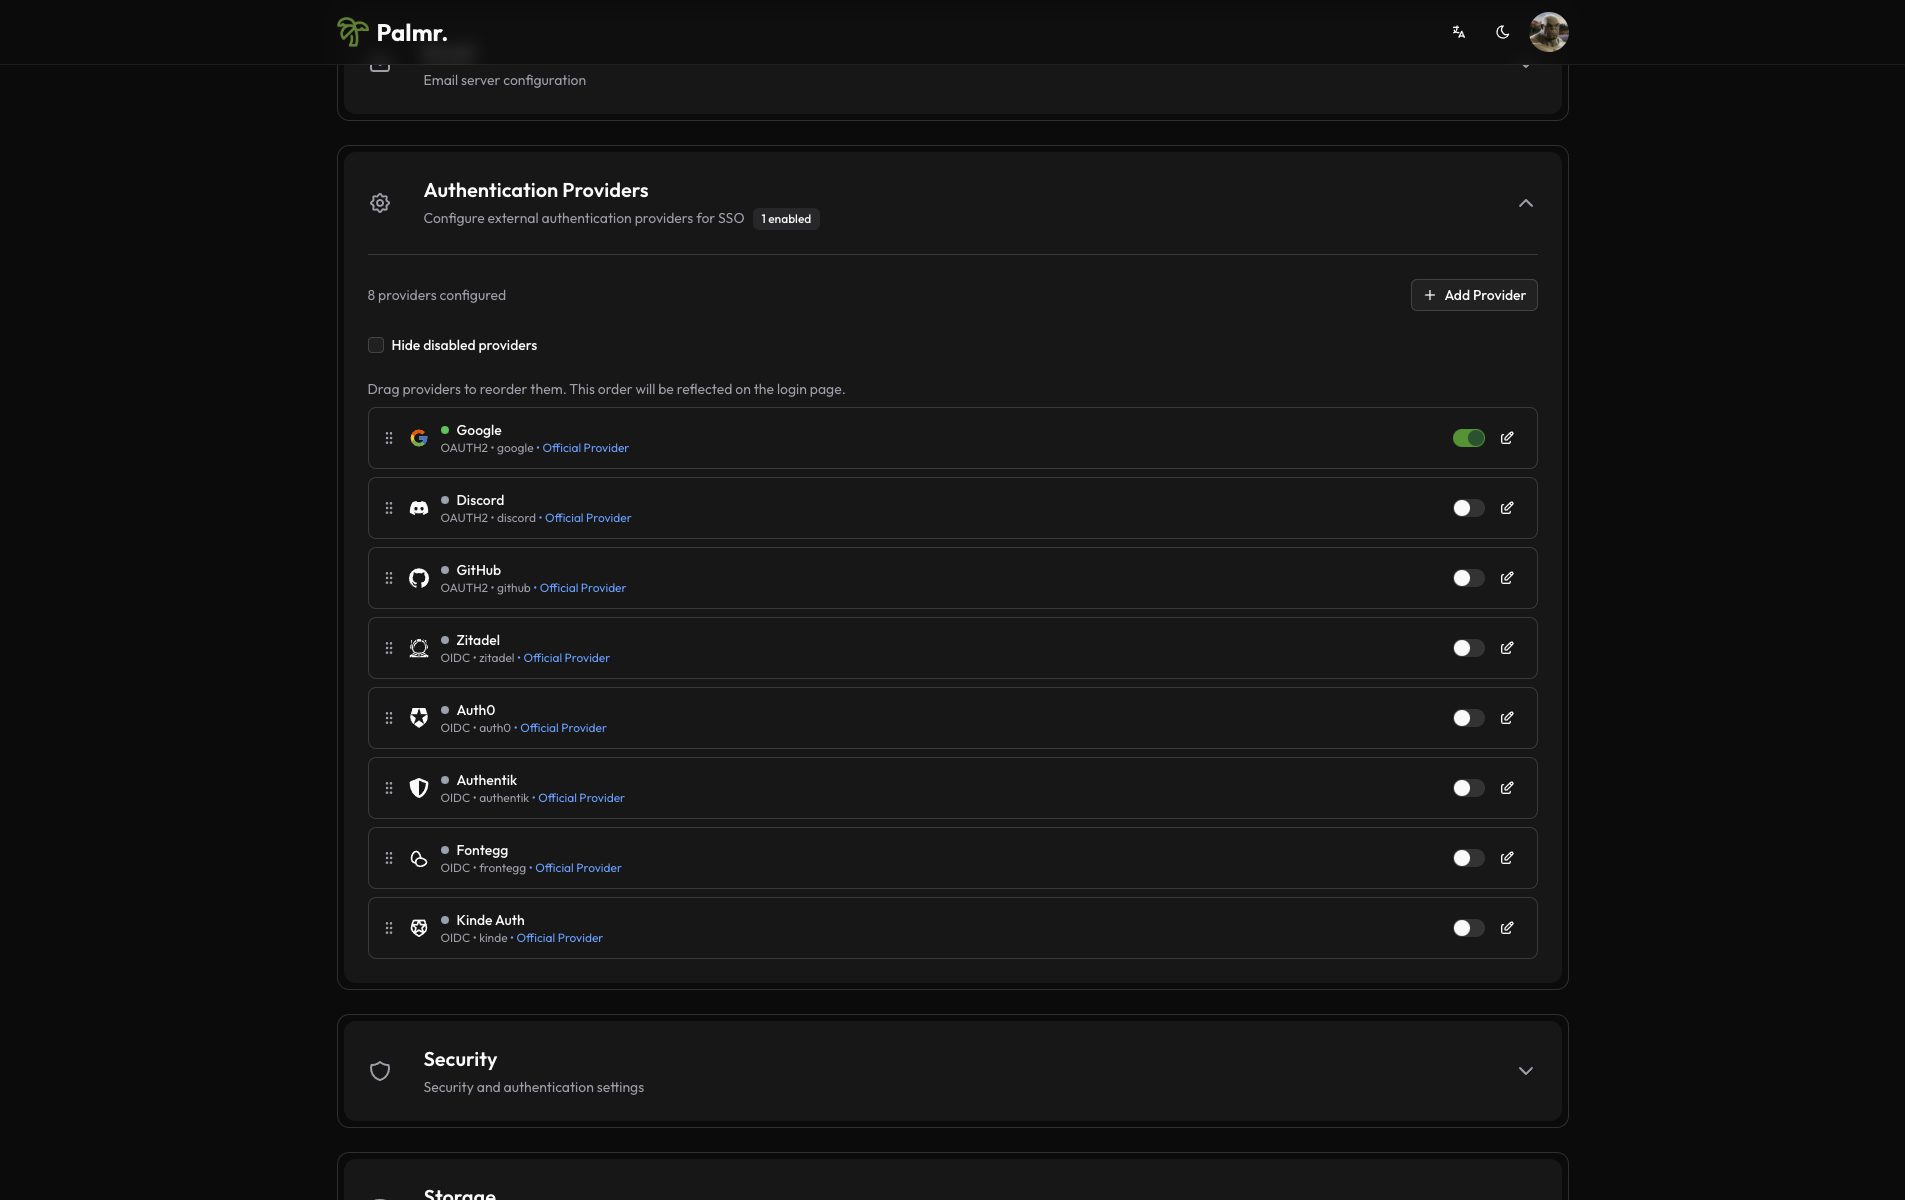 Palmr.
Email server configuration
Authentication Providers
Configure external authentication providers for SSO 1 enabled
8 providers configured
+ Add Provider
Hide disabled providers
Drag providers to reorder them. This order will be reflected on the login page.
Google
OAUTH2 • google • Official Provider
Discord
OAUTH2 • discord • Official Provider
GitHub
OAUTH2 • github • Official Provider
Zitadel
OIDC • zitadel • Official Provider
Auth0
OIDC • auth0 • Official Provider
Authentik
OIDC • authentik • Official Provider
Fontegg
OIDC • frontegg • Official Provider
Kinde Auth
OIDC • kinde • Official Provider
Security
Security and authentication settings
Storage